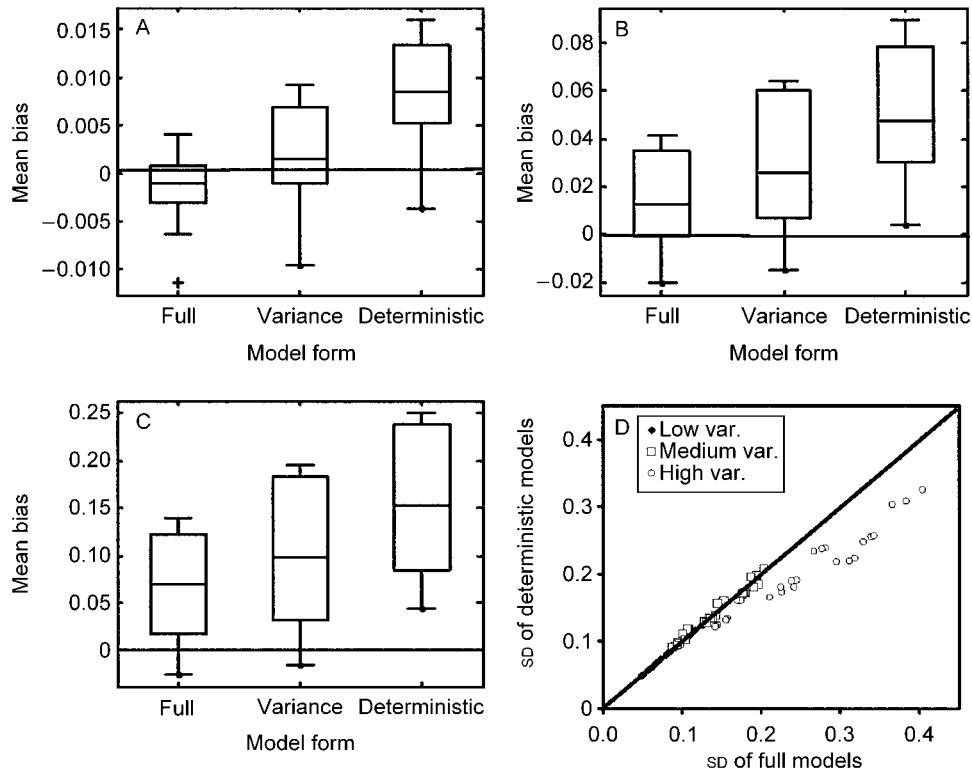 A
Mean bias
0.015
0.010
0.005
0
−0.005
−0.010
Full Variance Deterministic
Model form
B
Mean bias
0.08
0.06
0.04
0.02
0
−0.02
Full Variance Deterministic
Model form
C
Mean bias
0.25
0.20
0.15
0.10
0.05
0
Full Variance Deterministic
Model form
D
SD of deterministic models
0.4
0.3
0.2
0.1
0
Low var.
Medium var.
High var.
0.0 0.1 0.2 0.3 0.4
SD of full models